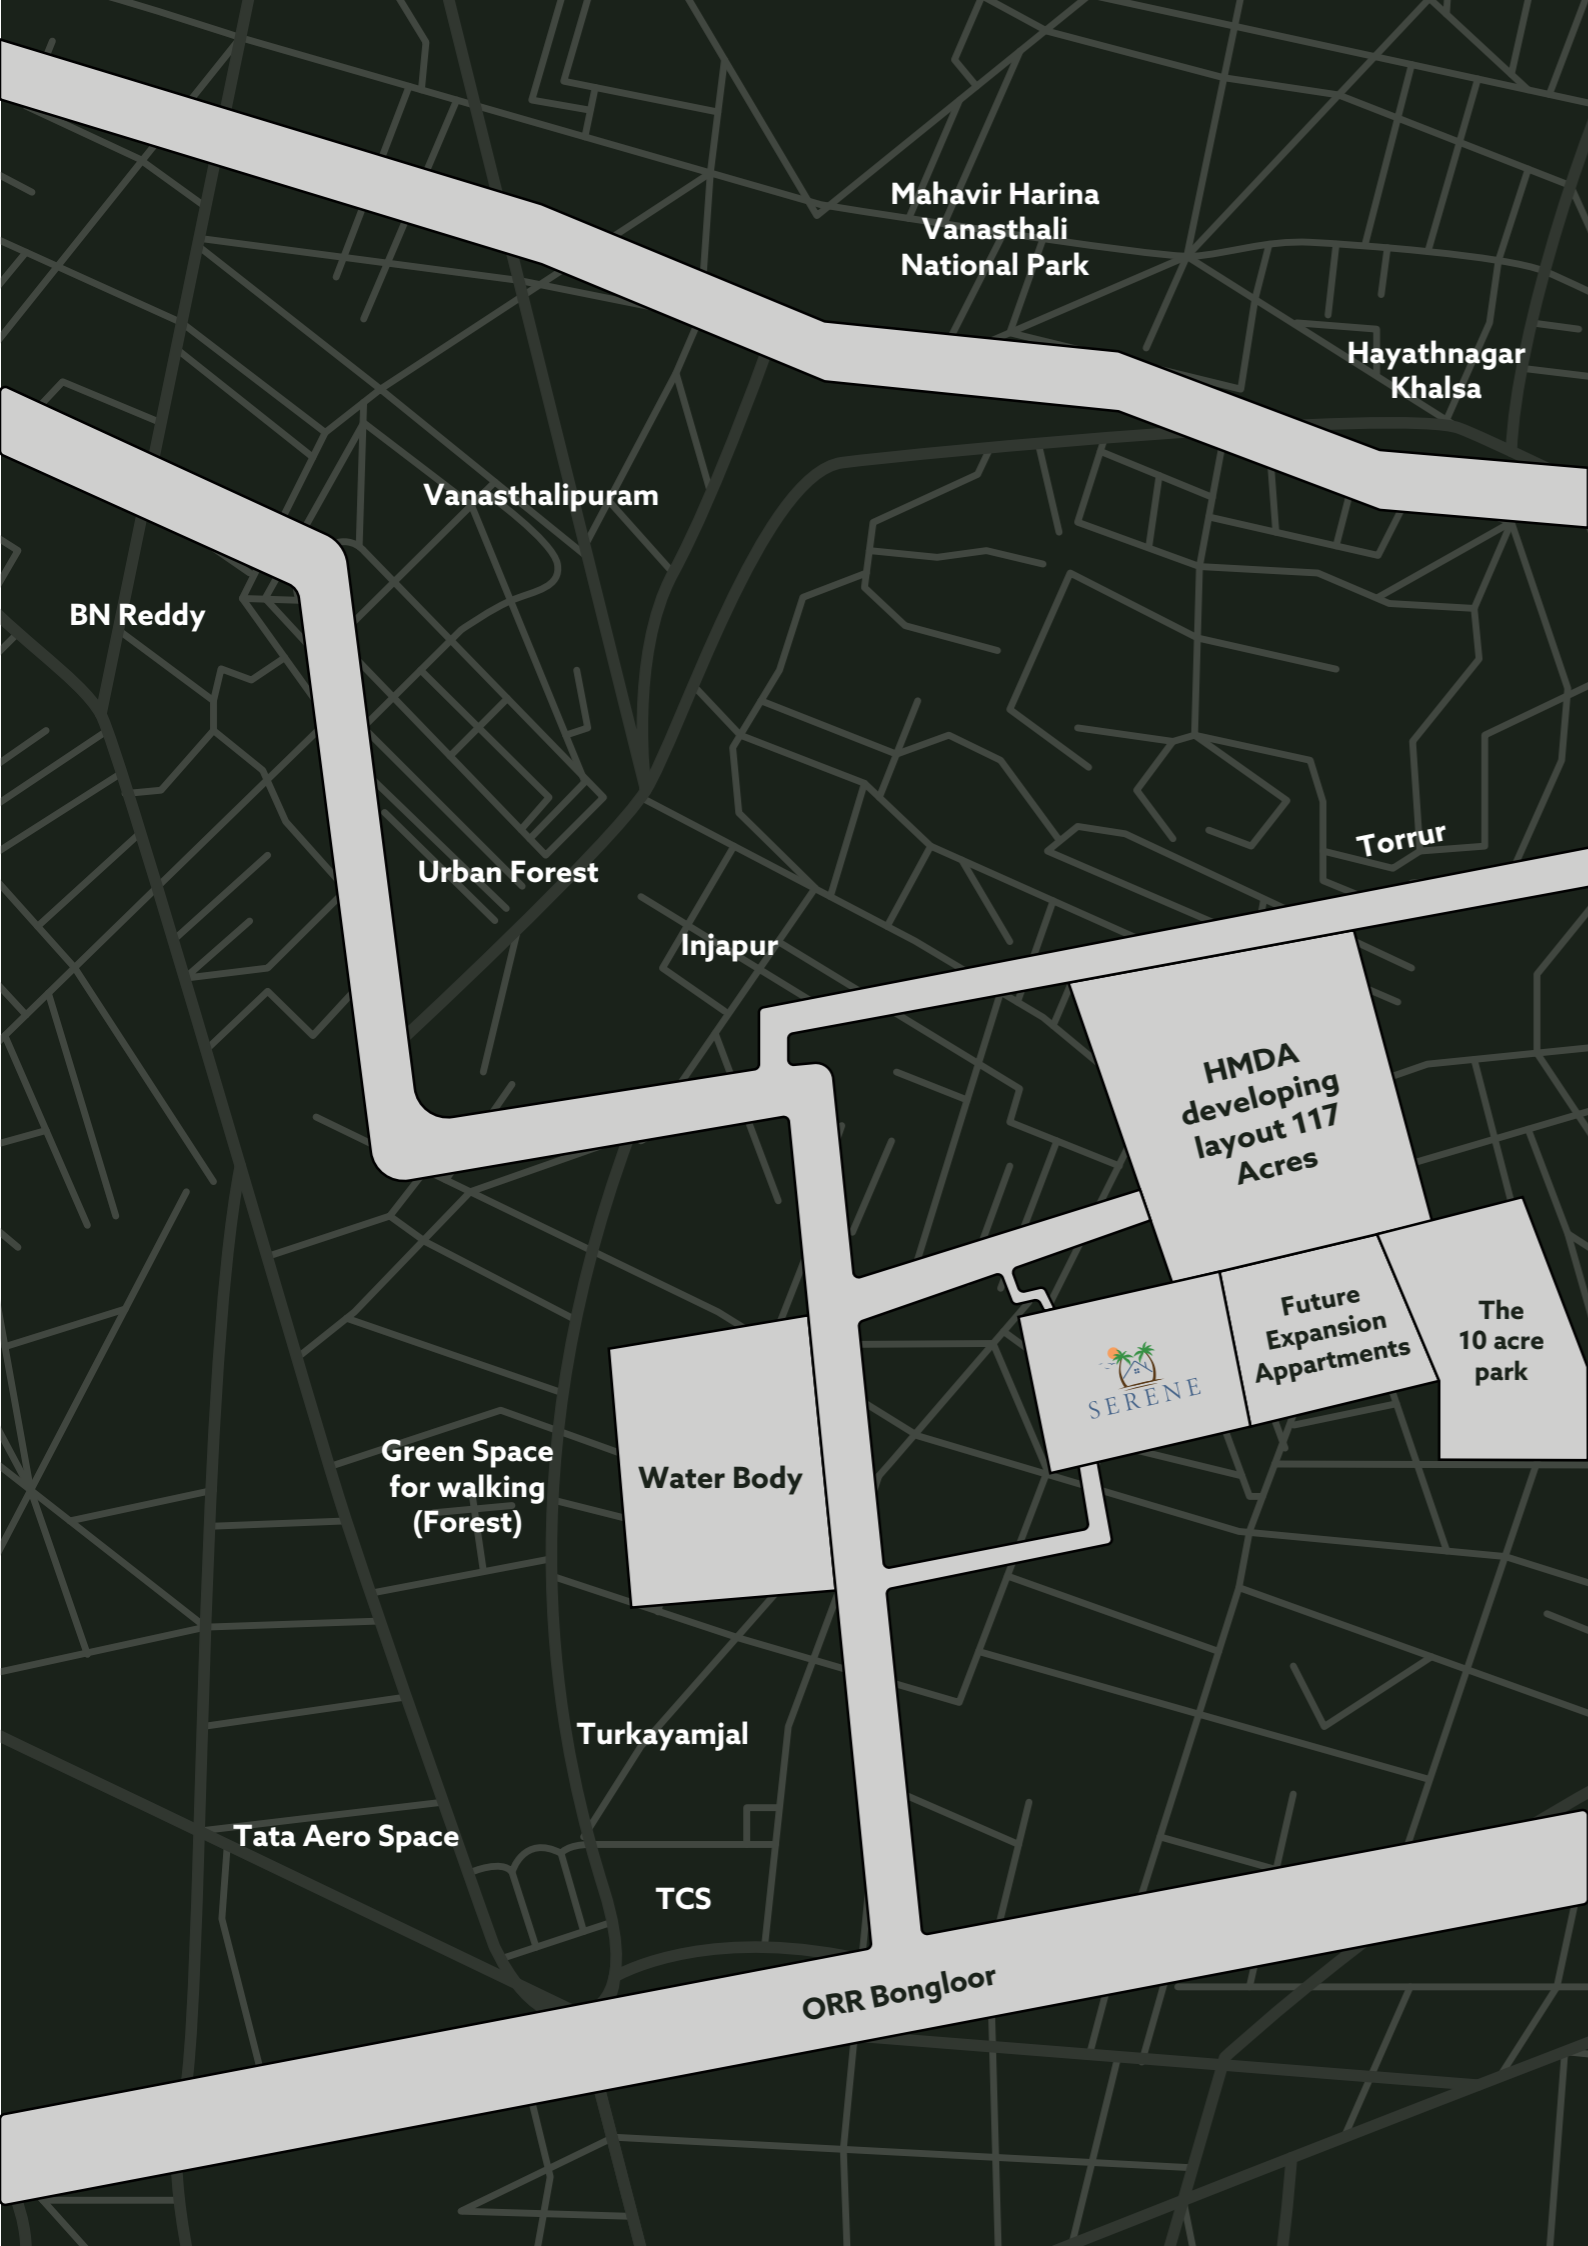 Mahavir Harina
Vanasthali
National Park
Hayathnagar
Khalsa
Vanasthalipuram
BN Reddy
Torrur
Urban Forest
Injapur
HMDA
developing
layout 117
Acres
Future
Expansion
Appartments
The
10 acre
park
SERENE
Green Space
for walking
(Forest)
Water Body
Turkayamjal
Tata Aero Space
TCS
ORR Bongloor